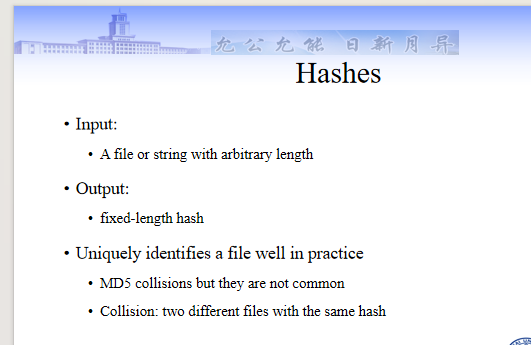 允公允能 日新月异
Hashes
• Input:
• A file or string with arbitrary length
• Output:
• fixed-length hash
• Uniquely identifies a file well in practice
• MD5 collisions but they are not common
• Collision: two different files with the same hash